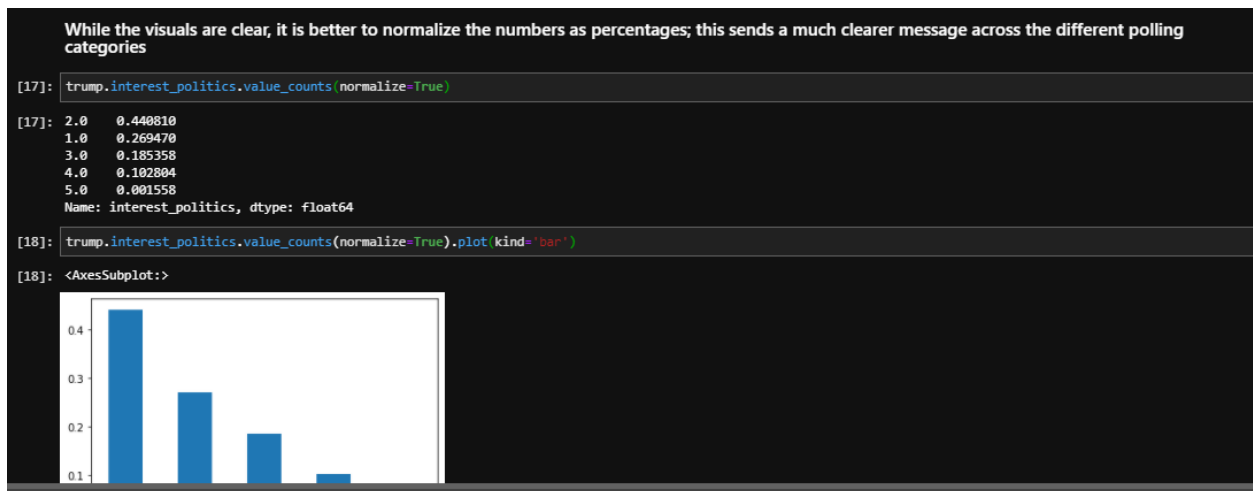 While the visuals are clear, it is better to normalize the numbers as percentages; this sends a much clearer message across the different polling
categories
[17]: trump.interest_politics.value_counts(normalize=True)
[17]: 2.0    0.440810
1.0    0.269470
3.0    0.185358
4.0    0.102804
5.0    0.001558
Name: interest_politics, dtype: float64
[18]: trump.interest_politics.value_counts(normalize=True).plot(kind='bar')
[18]: <AxesSubplot:>
0.4
0.3
0.2
0.1